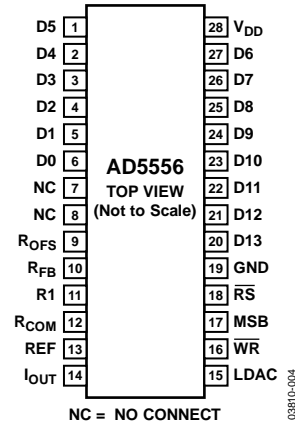 D5 1 28 VDD
D4 2 27 D6
D3 3 26 D7
D2 4 25 D8
D1 5 24 D9
D0 6 23 D10
AD5556
NC 7 22 D11
TOP VIEW
NC 8 21 D12
(Not to Scale)
ROFS 9 20 D13
RFB 10 19 GND
R1 11 18 R̅S̅
RCOM 12 17 MSB
REF 13 16 W̅R̅
IOUT 14 15 LDAC
NC = NO CONNECT
03810-004